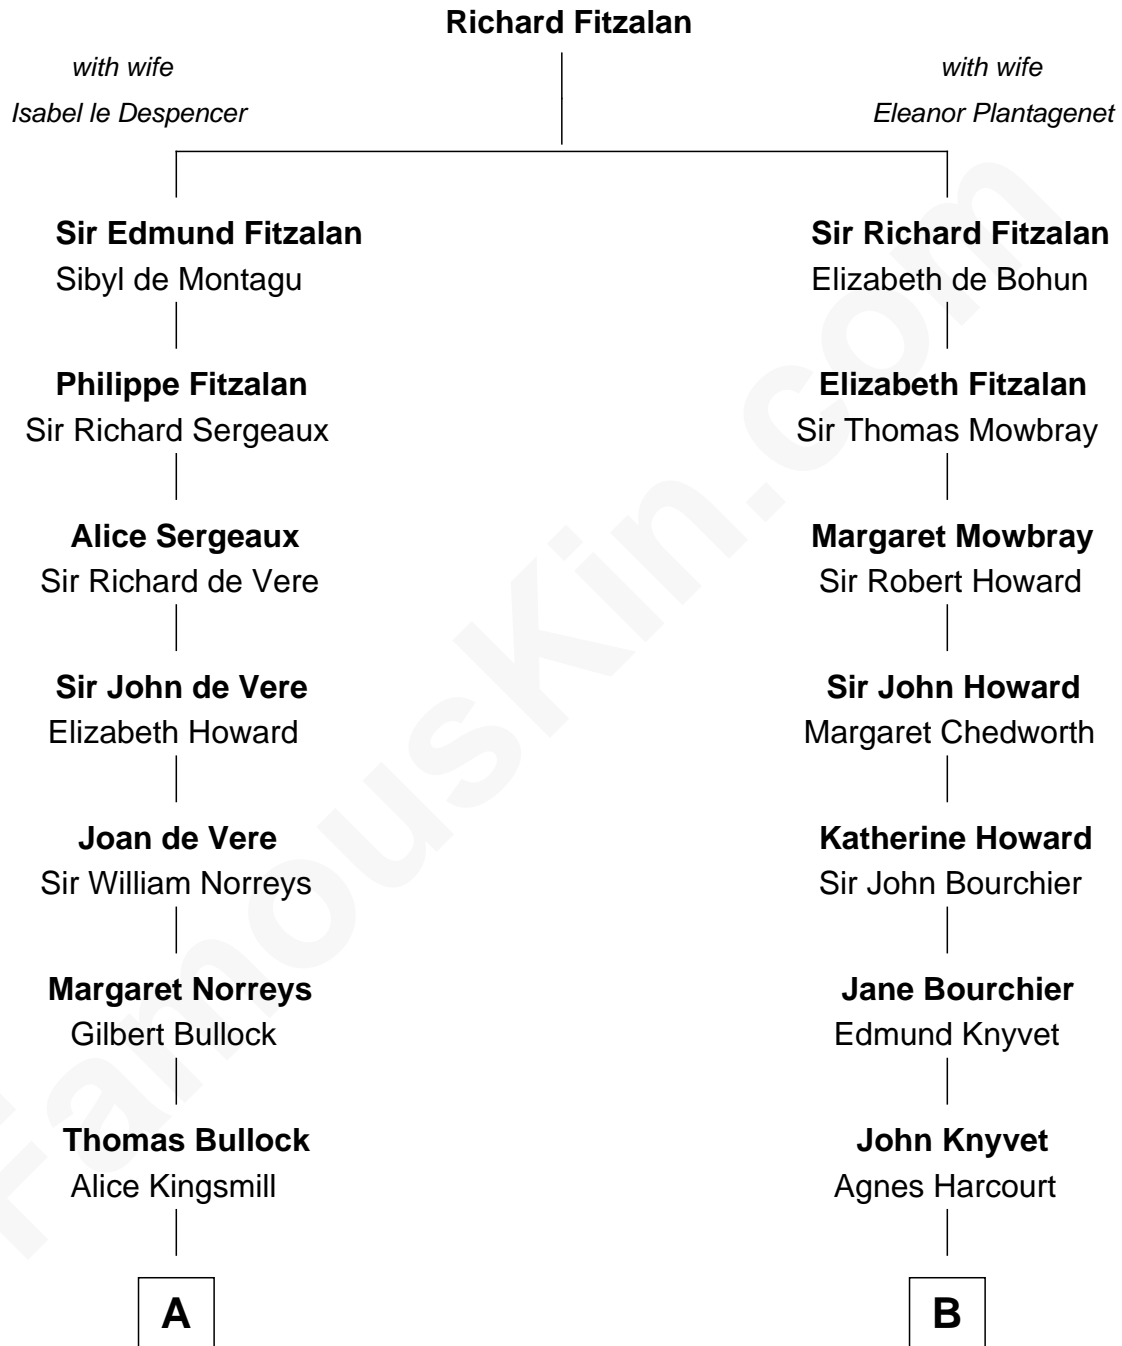 Richard Fitzalan
with wife
Isabel le Despencer
with wife
Eleanor Plantagenet
Sir Edmund Fitzalan
Sibyl de Montagu
Sir Richard Fitzalan
Elizabeth de Bohun
Philippe Fitzalan
Sir Richard Sergeaux
Elizabeth Fitzalan
Sir Thomas Mowbray
Alice Sergeaux
Sir Richard de Vere
Margaret Mowbray
Sir Robert Howard
Sir John de Vere
Elizabeth Howard
Sir John Howard
Margaret Chedworth
Joan de Vere
Sir William Norreys
Katherine Howard
Sir John Bourchier
Margaret Norreys
Gilbert Bullock
Jane Bourchier
Edmund Knyvet
Thomas Bullock
Alice Kingsmill
John Knyvet
Agnes Harcourt
A
B
FamousKin.com